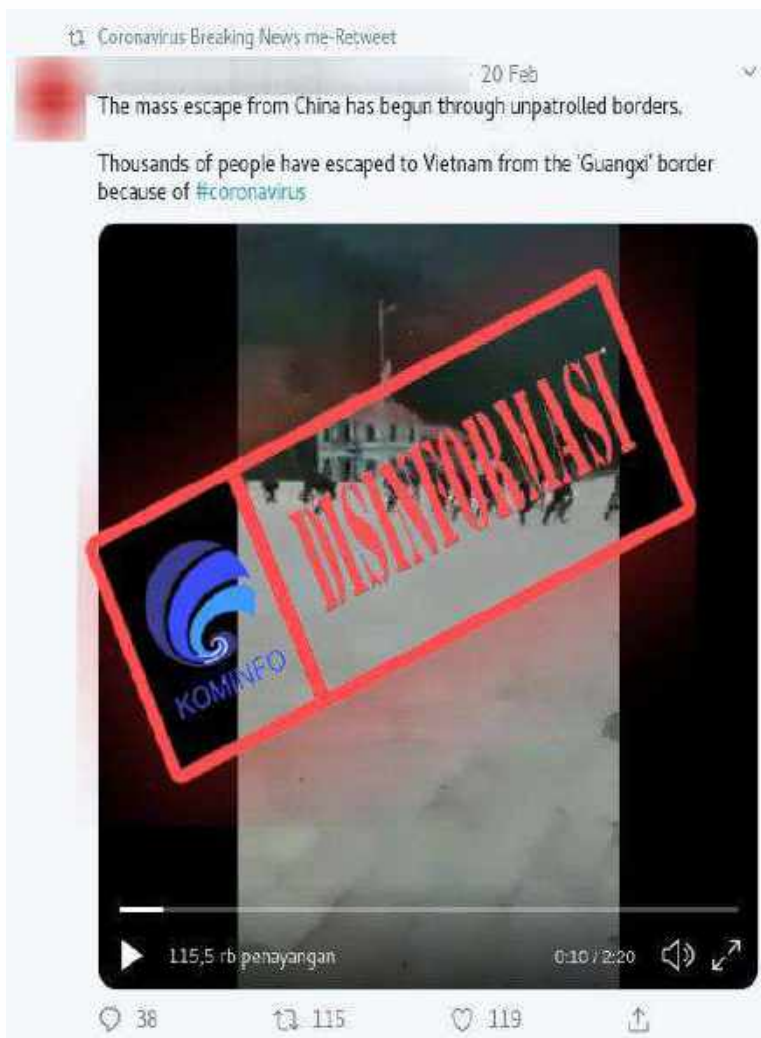 Coronavirus Breaking News me-Retweet
20 Feb
The mass escape from China has begun through unpatrolled borders.
Thousands of people have escaped to Vietnam from the 'Guangxi' border
because of #coronavirus
DISINFORMASI
KOMINFO
115,5 rb penayangan
0:10 / 2:20
38
115
119